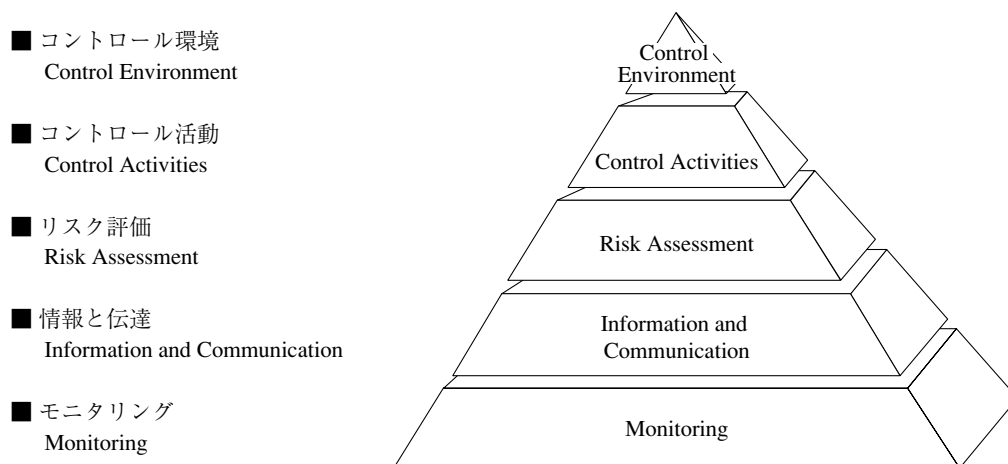 ■ コントロール環境
Control Environment
■ コントロール活動
Control Activities
■ リスク評価
Risk Assessment
■ 情報と伝達
Information and Communication
■ モニタリング
Monitoring
Control
Environment
Control Activities
Risk Assessment
Information and
Communication
Monitoring